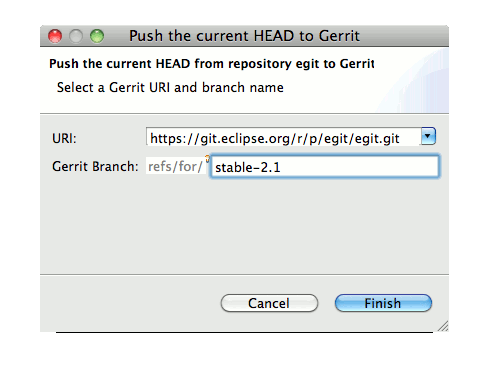 Push the current HEAD to Gerrit
Push the current HEAD from repository egit to Gerrit
Select a Gerrit URI and branch name
URI: https://git.eclipse.org/r/p/egit/egit.git
Gerrit Branch: refs/for/ stable-2.1
Cancel Finish